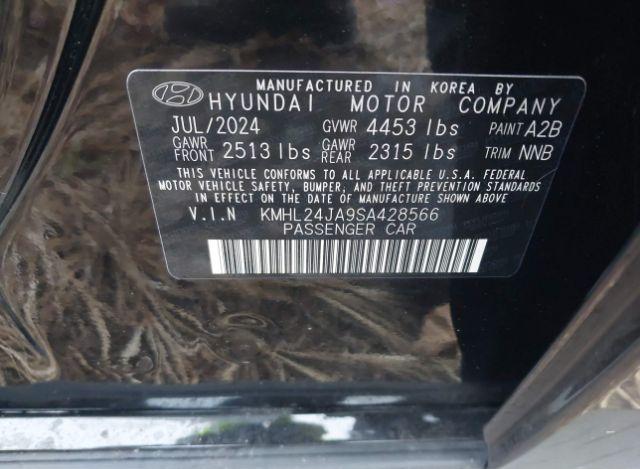 MANUFACTURED IN KOREA BY
HYUNDAI MOTOR COMPANY
JUL/2024 GVWR 4453 lbs PAINT A2B
GAWR FRONT 2513 lbs GAWR REAR 2315 lbs TRIM NNB
THIS VEHICLE CONFORMS TO ALL APPLICABLE U.S.A. FEDERAL
MOTOR VEHICLE SAFETY, BUMPER, AND THEFT PREVENTION STANDARDS
IN EFFECT ON THE DATE OF MANUFACTURE SHOWN ABOVE
V.I.N KMHL24JA9SA428566
PASSENGER CAR